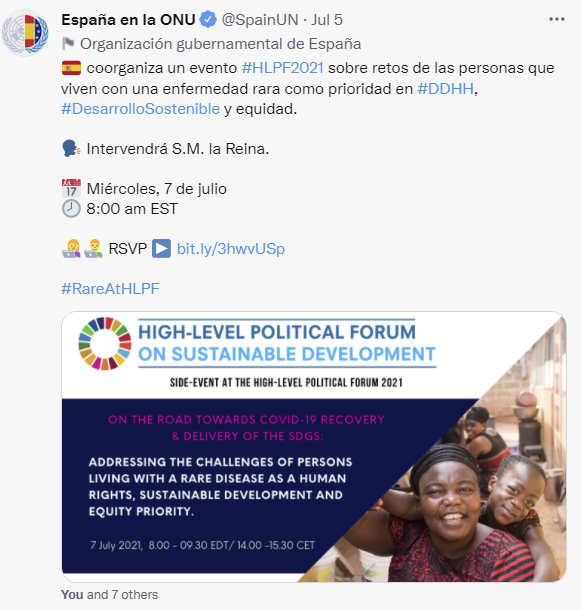 España en la ONU @SpainUN · Jul 5
Organización gubernamental de España
coorganiza un evento #HLPF2021 sobre retos de las personas que
viven con una enfermedad rara como prioridad en #DDHH,
#DesarrolloSostenible y equidad.
Intervendrá S.M. la Reina.
Miércoles, 7 de julio
8:00 am EST
RSVP bit.ly/3hwvUSp
#RareAtHLPF
HIGH-LEVEL POLITICAL FORUM
ON SUSTAINABLE DEVELOPMENT
SIDE-EVENT AT THE HIGH-LEVEL POLITICAL FORUM 2021
ON THE ROAD TOWARDS COVID-19 RECOVERY
& DELIVERY OF THE SDGS:
ADDRESSING THE CHALLENGES OF PERSONS
LIVING WITH A RARE DISEASE AS A HUMAN
RIGHTS, SUSTAINABLE DEVELOPMENT AND
EQUITY PRIORITY.
7 July 2021, 8.00 - 09.30 EDT/ 14.00 -15.30 CET
You and 7 others